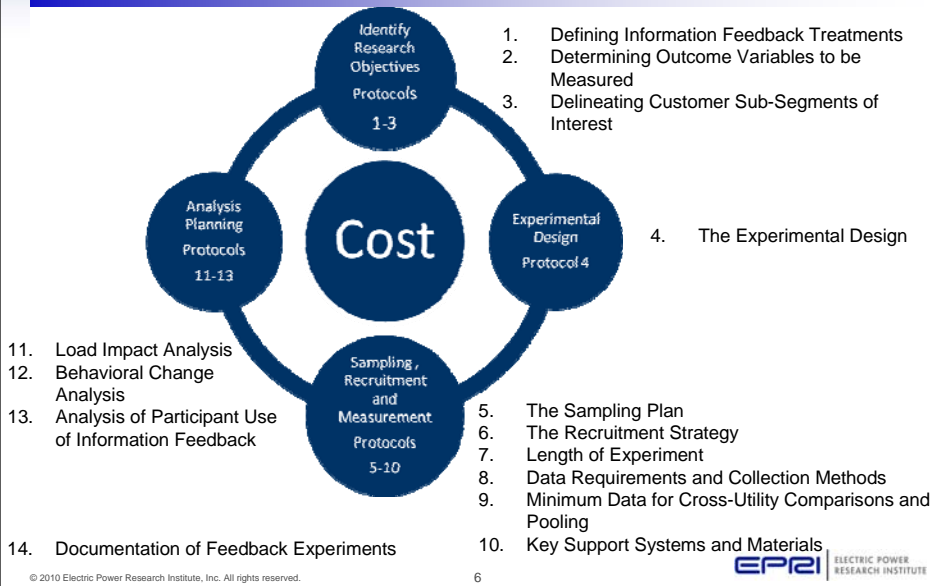 Identify
Research
Objectives
Protocols
1-3
1. Defining Information Feedback Treatments
2. Determining Outcome Variables to be
Measured
3. Delineating Customer Sub-Segments of
Interest
Analysis
Planning
Protocols
11-13
Cost
Experimental
Design
Protocol 4
4. The Experimental Design
11. Load Impact Analysis
12. Behavioral Change
Analysis
13. Analysis of Participant Use
of Information Feedback
Sampling,
Recruitment
and
Measurement
Protocols
5-10
5. The Sampling Plan
6. The Recruitment Strategy
7. Length of Experiment
8. Data Requirements and Collection Methods
9. Minimum Data for Cross-Utility Comparisons and
Pooling
10. Key Support Systems and Materials
14. Documentation of Feedback Experiments
© 2010 Electric Power Research Institute, Inc. All rights reserved.
6
EPRI ELECTRIC POWER
RESEARCH INSTITUTE